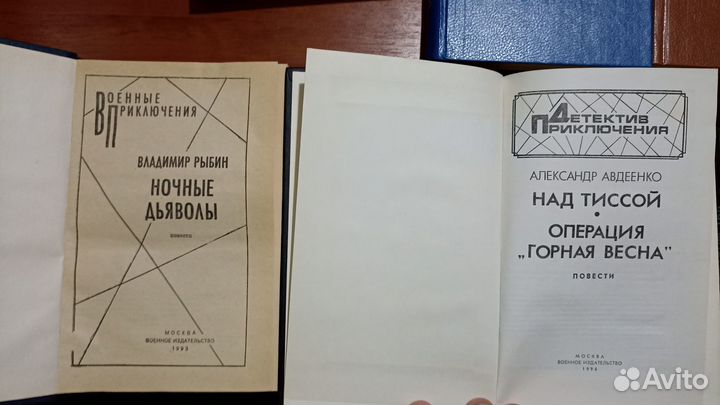 ВОЕННЫЕ
ПРИКЛЮЧЕНИЯ
ВЛАДИМИР РЫБИН
НОЧНЫЕ
ДЬЯВОЛЫ
ПОВЕСТИ
МОСКВА
ВОЕННОЕ ИЗДАТЕЛЬСТВО
1993
ДЕТЕКТИВ
ПРИКЛЮЧЕНИЯ
АЛЕКСАНДР АВДЕЕНКО
НАД ТИССОЙ
•
ОПЕРАЦИЯ
„ГОРНАЯ ВЕСНА"
ПОВЕСТИ
МОСКВА
ВОЕННОЕ ИЗДАТЕЛЬСТВО
1994
Avito